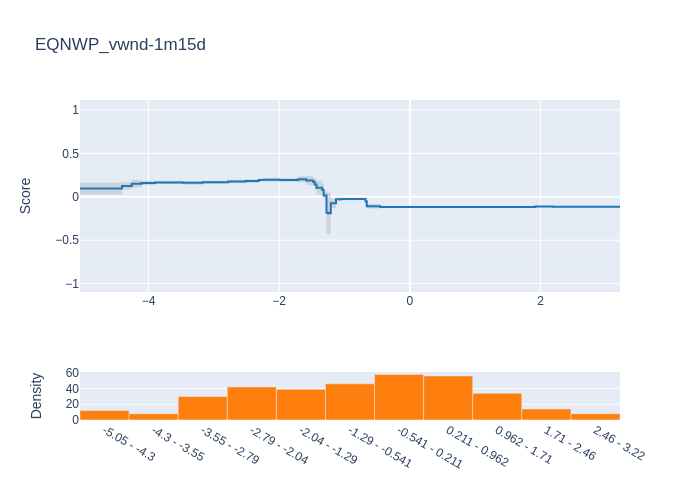 EQNWP_vwnd-1m15d
Score
1
0.5
0
−0.5
−1
−4
−2
0
2
Density
60
40
20
0
-5.05 - -4.3
-4.3 - -3.55
-3.55 - -2.79
-2.79 - -2.04
-2.04 - -1.29
-1.29 - -0.541
-0.541 - 0.211
0.211 - 0.962
0.962 - 1.71
1.71 - 2.46
2.46 - 3.22